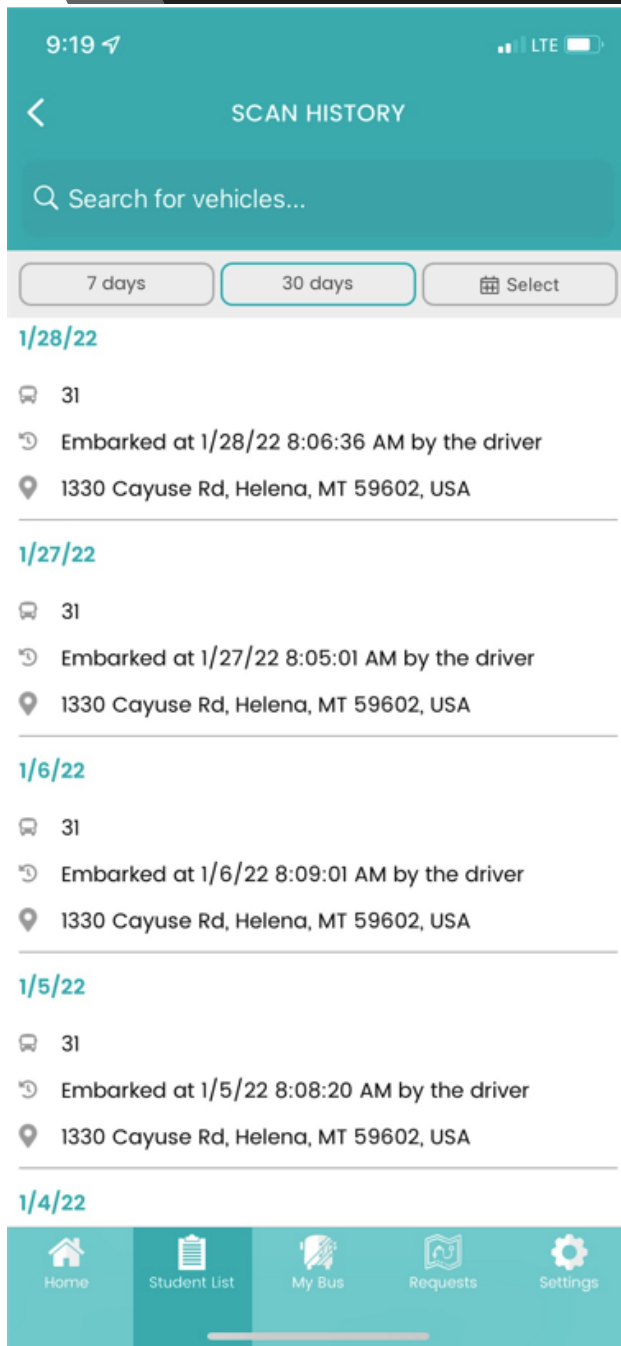 9:19
LTE
SCAN HISTORY
Search for vehicles...
7 days
30 days
Select
1/28/22
31
Embarked at 1/28/22 8:06:36 AM by the driver
1330 Cayuse Rd, Helena, MT 59602, USA
1/27/22
31
Embarked at 1/27/22 8:05:01 AM by the driver
1330 Cayuse Rd, Helena, MT 59602, USA
1/6/22
31
Embarked at 1/6/22 8:09:01 AM by the driver
1330 Cayuse Rd, Helena, MT 59602, USA
1/5/22
31
Embarked at 1/5/22 8:08:20 AM by the driver
1330 Cayuse Rd, Helena, MT 59602, USA
1/4/22
Home
Student List
My Bus
Requests
Settings